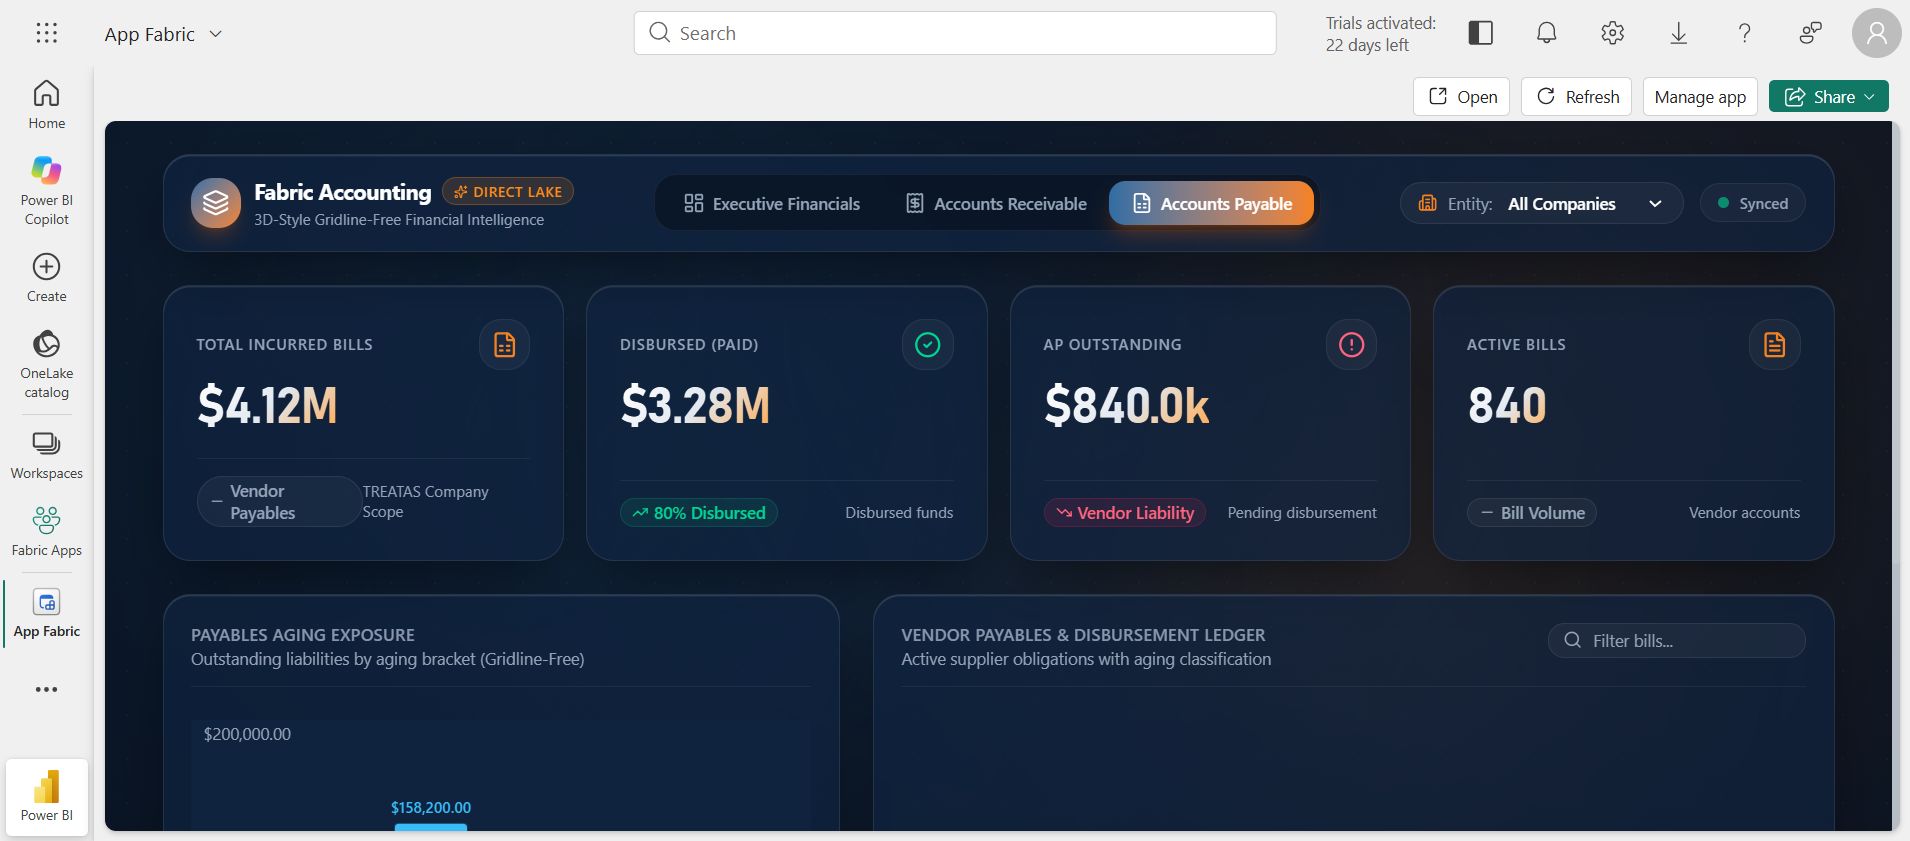 App Fabric
Search
Trials activated:
22 days left
Home
Power BI
Copilot
Create
OneLake
catalog
Workspaces
Fabric Apps
App Fabric
Power BI
Open
Refresh
Manage app
Share
Fabric Accounting
DIRECT LAKE
3D-Style Gridline-Free Financial Intelligence
Executive Financials
Accounts Receivable
Accounts Payable
Entity:
All Companies
Synced
TOTAL INCURRED BILLS
$4.12M
Vendor
Payables
TREATAS Company
Scope
DISBURSED (PAID)
$3.28M
80% Disbursed
Disbursed funds
AP OUTSTANDING
$840.0k
Vendor Liability
Pending disbursement
ACTIVE BILLS
840
Bill Volume
Vendor accounts
PAYABLES AGING EXPOSURE
Outstanding liabilities by aging bracket (Gridline-Free)
$200,000.00
$158,200.00
VENDOR PAYABLES & DISBURSEMENT LEDGER
Active supplier obligations with aging classification
Filter bills...